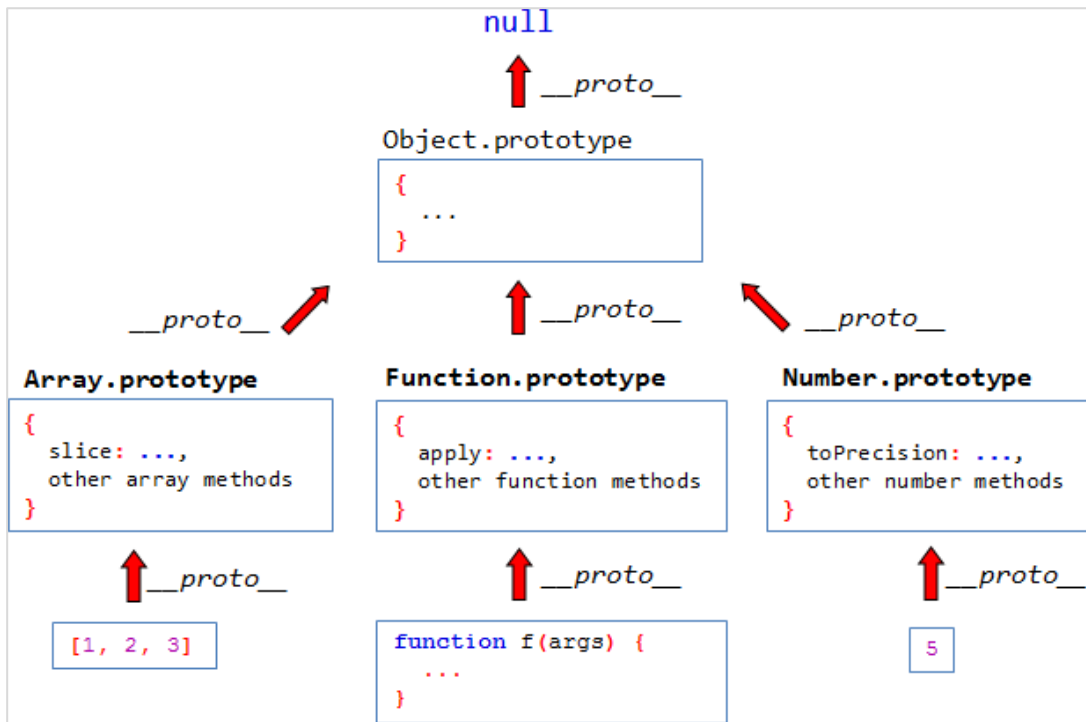 null
__proto__
Object.prototype
{
...
}
__proto__
__proto__
__proto__
Array.prototype
{
slice: ...,
other array methods
}
Function.prototype
{
apply: ...,
other function methods
}
Number.prototype
{
toPrecision: ...,
other number methods
}
__proto__
__proto__
__proto__
[1, 2, 3]
function f(args) {
...
}
5